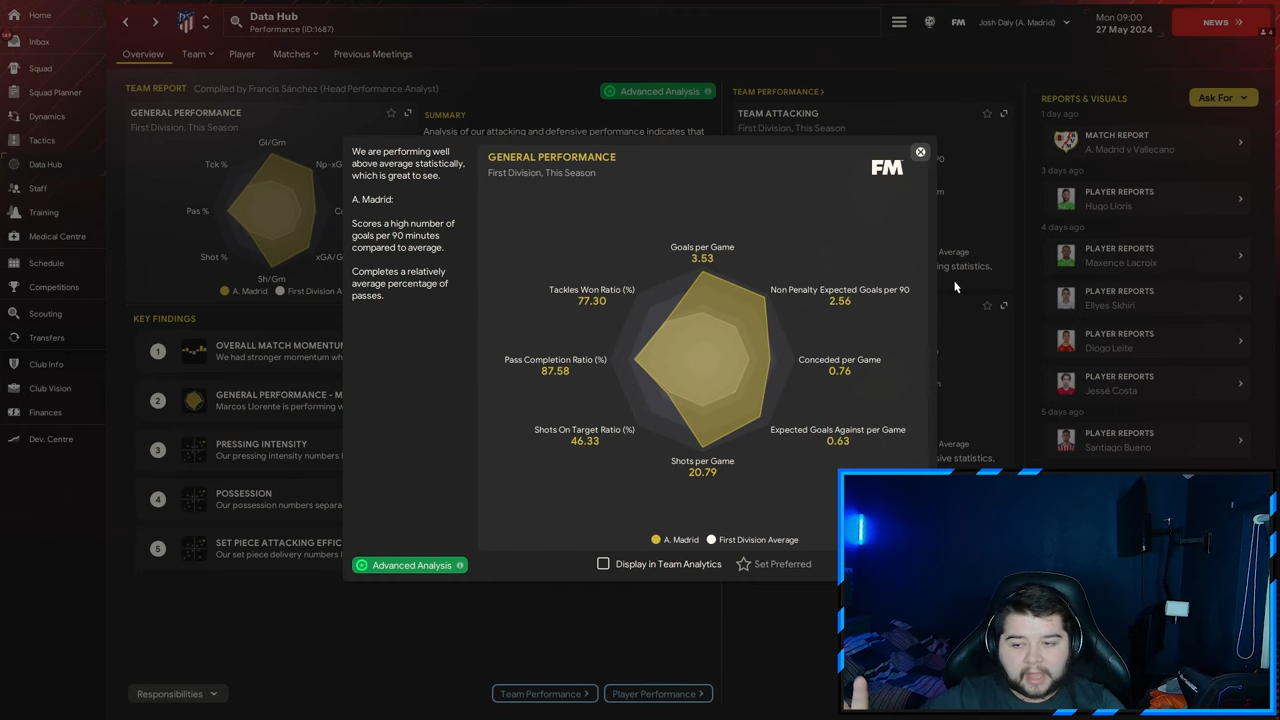 Home
Inbox
Squad
Squad Planner
Dynamics
Tactics
Data Hub
Staff
Training
Medical Centre
Schedule
Competitions
Scouting
Transfers
Club Info
Club Vision
Finances
Dev. Centre
Data Hub
Performance (ID:1687)
FM
Josh Daly (A. Madrid)
Mon 09:00
27 May 2024
NEWS
4
Overview
Team
Player
Matches
Previous Meetings
TEAM REPORT Compiled by Francis Sánchez (Head Performance Analyst)
Advanced Analysis
GENERAL PERFORMANCE
First Division, This Season
Gl/Gm
Tck %
Np-xG
Pas %
Shot %
xGA/G
Sh/Gm
A. Madrid First Division A
SUMMARY
Analysis of our attacking and defensive performance indicates that
TEAM PERFORMANCE >
TEAM ATTACKING
First Division, This Season
Average
ing statistics,
Average
sive statistics,
KEY FINDINGS
1
OVERALL MATCH MOMENTU
We had stronger momentum wh
2
GENERAL PERFORMANCE - M
Marcos Llorente is performing w
3
PRESSING INTENSITY
Our pressing intensity numbers
4
POSSESSION
Our possession numbers separa
5
SET PIECE ATTACKING EFFIC
Our set piece delivery numbers
We are performing well
above average statistically,
which is great to see.
A. Madrid:
Scores a high number of
goals per 90 minutes
compared to average.
Completes a relatively
average percentage of
passes.
Advanced Analysis
GENERAL PERFORMANCE
First Division, This Season
FM
Goals per Game
3.53
Non Penalty Expected Goals per 90
2.56
Conceded per Game
0.76
Expected Goals Against per Game
0.63
Shots per Game
20.79
Shots On Target Ratio (%)
46.33
Pass Completion Ratio (%)
87.58
Tackles Won Ratio (%)
77.30
A. Madrid First Division Average
Display in Team Analytics
Set Preferred
REPORTS & VISUALS
Ask For
1 day ago
MATCH REPORT
A. Madrid v Vallecano
3 days ago
PLAYER REPORTS
Hugo Lloris
4 days ago
PLAYER REPORTS
Maxence Lacroix
PLAYER REPORTS
Ellyes Skhiri
PLAYER REPORTS
Diogo Leite
PLAYER REPORTS
Jessé Costa
5 days ago
PLAYER REPORTS
Santiago Bueno
Responsibilities
Team Performance >
Player Performance >